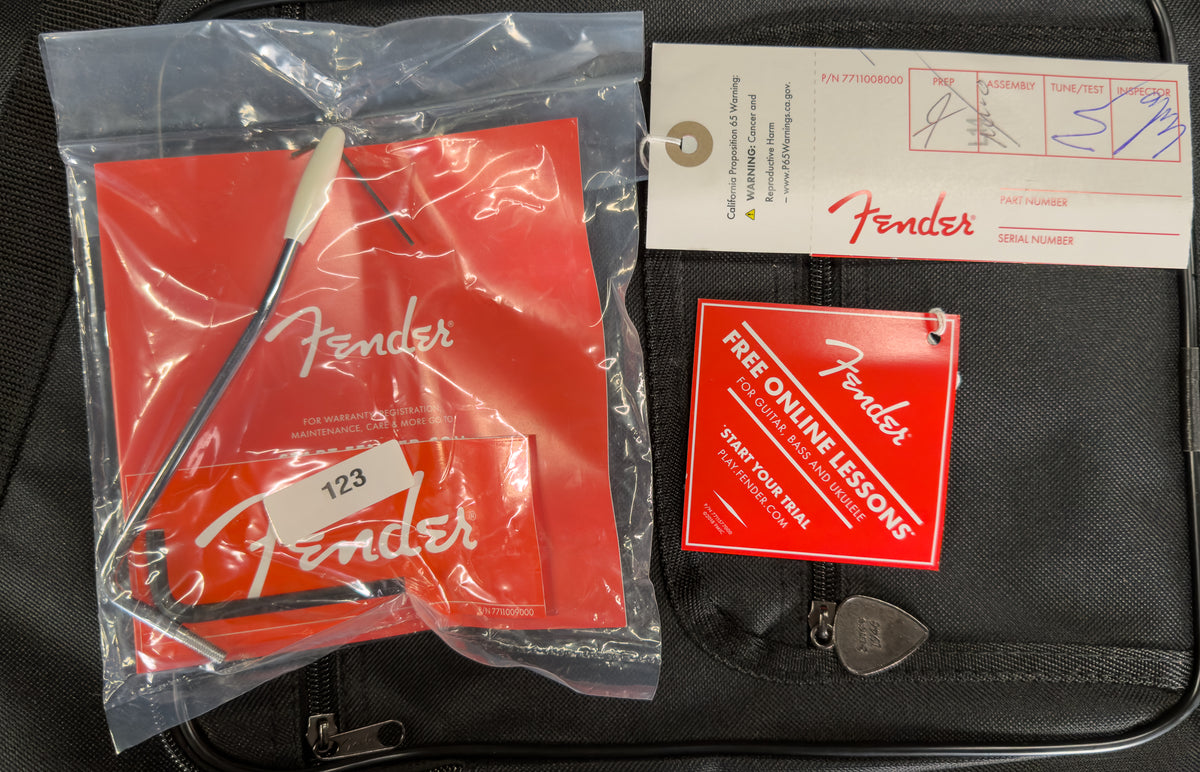 Fender®
FOR WARRANTY REGISTRATION,
MAINTENANCE, CARE & MORE GO TO:
123
Fender®
P/N 7711009000
California Proposition 65 Warning:
⚠ WARNING: Cancer and
Reproductive Harm
– www.P65Warnings.ca.gov.
P/N 7711008000
PREP ASSEMBLY TUNE/TEST INSPECTOR
Fender®
PART NUMBER
SERIAL NUMBER
Fender®
FREE ONLINE LESSONS*
FOR GUITAR, BASS AND UKULELE
*START YOUR TRIAL
PLAY.FENDER.COM